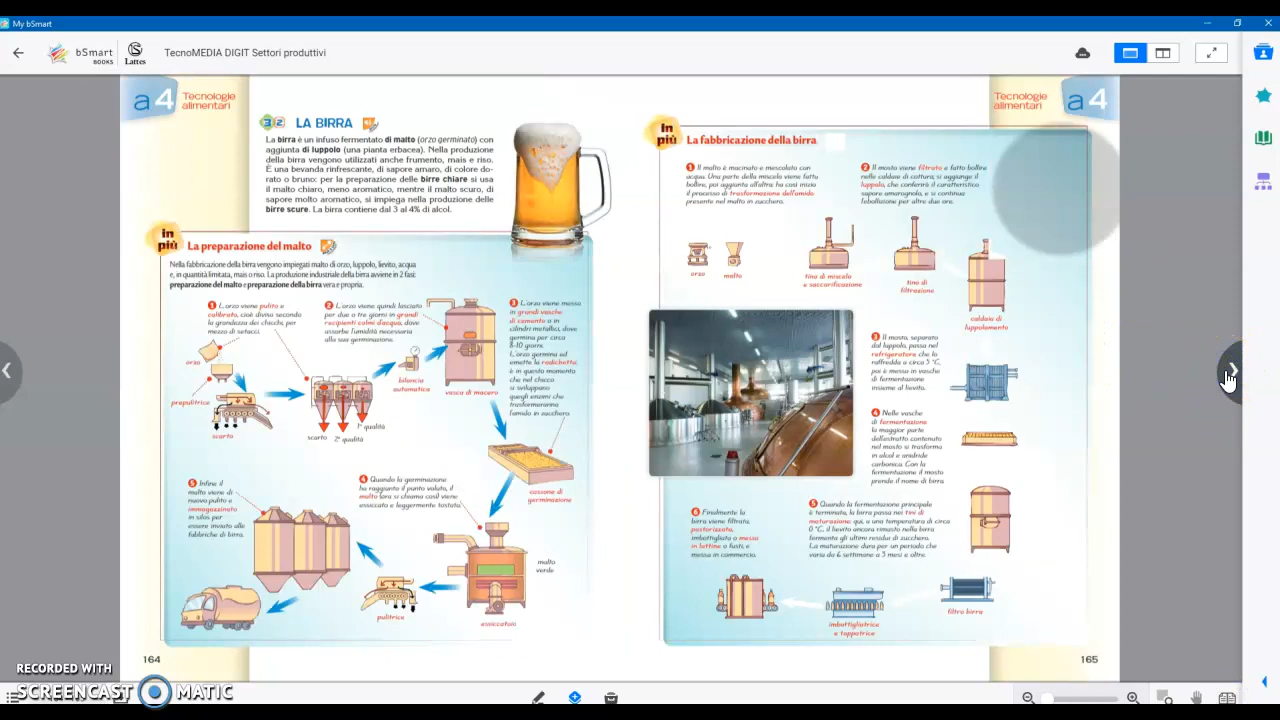 My bSmart
bSmart
BOOKS
Lattes
TecnoMEDIA DIGIT Settori produttivi
a 4
Tecnologie
alimentari
3 2 LA BIRRA
La birra è un infuso fermentato di malto (orzo germinato) con
aggiunta di luppolo (una pianta erbacea). Nella produzione
della birra vengono utilizzati anche frumento, mais e riso.
È una bevanda rinfrescante, di sapore amaro, di colore do-
rato o bruno; per la preparazione delle birre chiare si usa
il malto chiaro, meno aromatico, mentre il malto scuro, di
sapore molto aromatico, si impiega nella produzione delle
birre scure. La birra contiene dal 3 al 4% di alcol.
in
più
La preparazione del malto
Nella fabbricazione della birra vengono impiegati malto di orzo, luppolo, lievito, acqua
e, in quantità limitata, mais o riso. La produzione industriale della birra avviene in 2 fasi:
preparazione del malto e preparazione della birra vera e propria.
1 L'orzo viene pulito e
calibrato, cioè diviso secondo
la grandezza dei chicchi, per
mezzo di setacci.
2 L'orzo viene quindi lasciato
per due o tre giorni in grandi
recipienti colmi d'acqua, dove
assorbe l'umidità necessaria
alla sua germinazione.
3 L'orzo viene messo
in grandi vasche
di cemento o in
cilindri metallici, dove
germina per circa
8-10 giorni.
L'orzo germina ed
emette la radichetta:
è in questo momento
che nel chicco
si sviluppano
quegli enzimi che
trasformeranno
l'amido in zucchero.
orzo
prepulitrice
scarto
scarto
2ª qualità
1ª qualità
bilancia
automatica
vasca di macero
cassone di
germinazione
4 Quando la germinazione
ha raggiunto il punto voluto, il
malto (ora si chiama così) viene
essiccato e leggermente tostato.
5 Infine il
malto viene di
nuovo pulito e
immagazzinato
in silos per
essere inviato alle
fabbriche di birra.
malto
verde
pulitrice
essiccatoio
164
Tecnologie
alimentari
a 4
in
più
La fabbricazione della birra
1 Il malto è macinato e mescolato con
acqua. Una parte della miscela viene fatta
bollire, poi aggiunta all'altra: ha così inizio
il processo di trasformazione dell'amido
presente nel malto in zucchero.
2 Il mosto viene filtrato e fatto bollire
nelle caldaie di cottura; si aggiunge il
luppolo, che conferirà il caratteristico
sapore amarognolo, e si continua
l'ebollizione per altre due ore.
orzo
malto
tino di miscela
e saccarificazione
tino di
filtrazione
caldaia di
luppolamento
3 Il mosto, separato
dal luppolo, passa nel
refrigeratore che lo
raffredda a circa 5 °C,
poi è messo in vasche
di fermentazione
insieme al lievito.
4 Nelle vasche
di fermentazione
la maggior parte
dell'estratto contenuto
nel mosto si trasforma
in alcol e anidride
carbonica. Con la
fermentazione il mosto
prende il nome di birra
5 Quando la fermentazione principale
è terminata, la birra passa nei tini di
maturazione: qui, a una temperatura di circa
0 °C, il lievito ancora rimasto nella birra
fermenta gli ultimi residui di zucchero.
La maturazione dura per un periodo che
varia da 6 settimane a 3 mesi e oltre.
6 Finalmente la
birra viene filtrata,
pastorizzata,
imbottigliata o messa
in lattine o fusti, e
messa in commercio.
imbottigliatrice
e tappatrice
filtro birra
165
RECORDED WITH
SCREENCAST MATIC